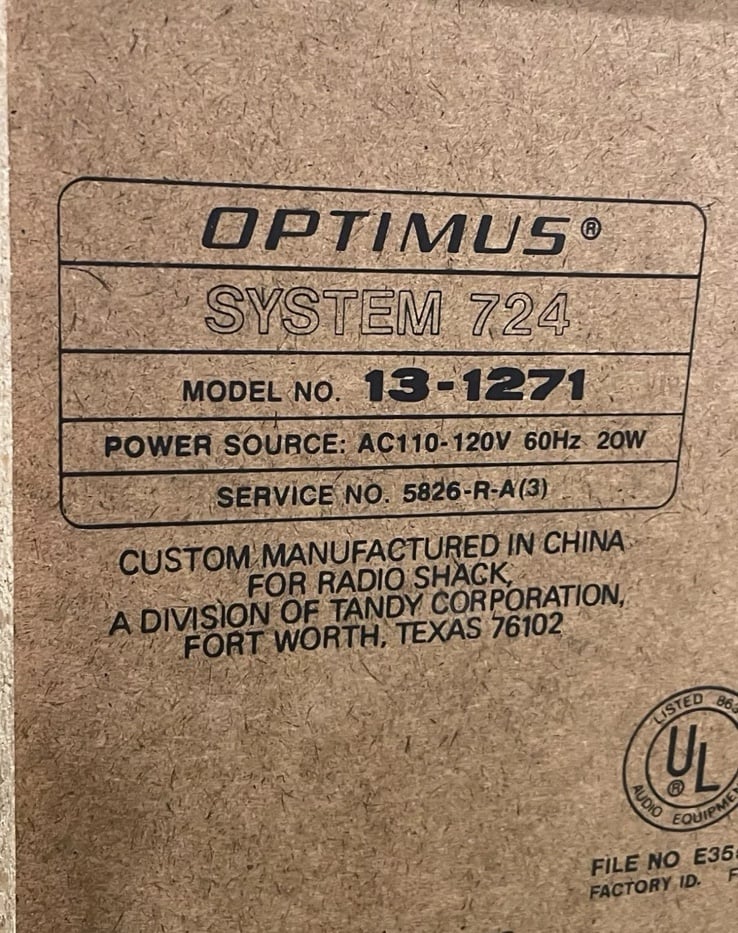 OPTIMUS®
SYSTEM 724
MODEL NO. 13-1271
POWER SOURCE: AC110-120V 60Hz 20W
SERVICE NO. 5826-R-A(3)
CUSTOM MANUFACTURED IN CHINA
FOR RADIO SHACK,
A DIVISION OF TANDY CORPORATION,
FORT WORTH, TEXAS 76102
LISTED
UL®
AUDIO
FILE NO
FACTORY ID.